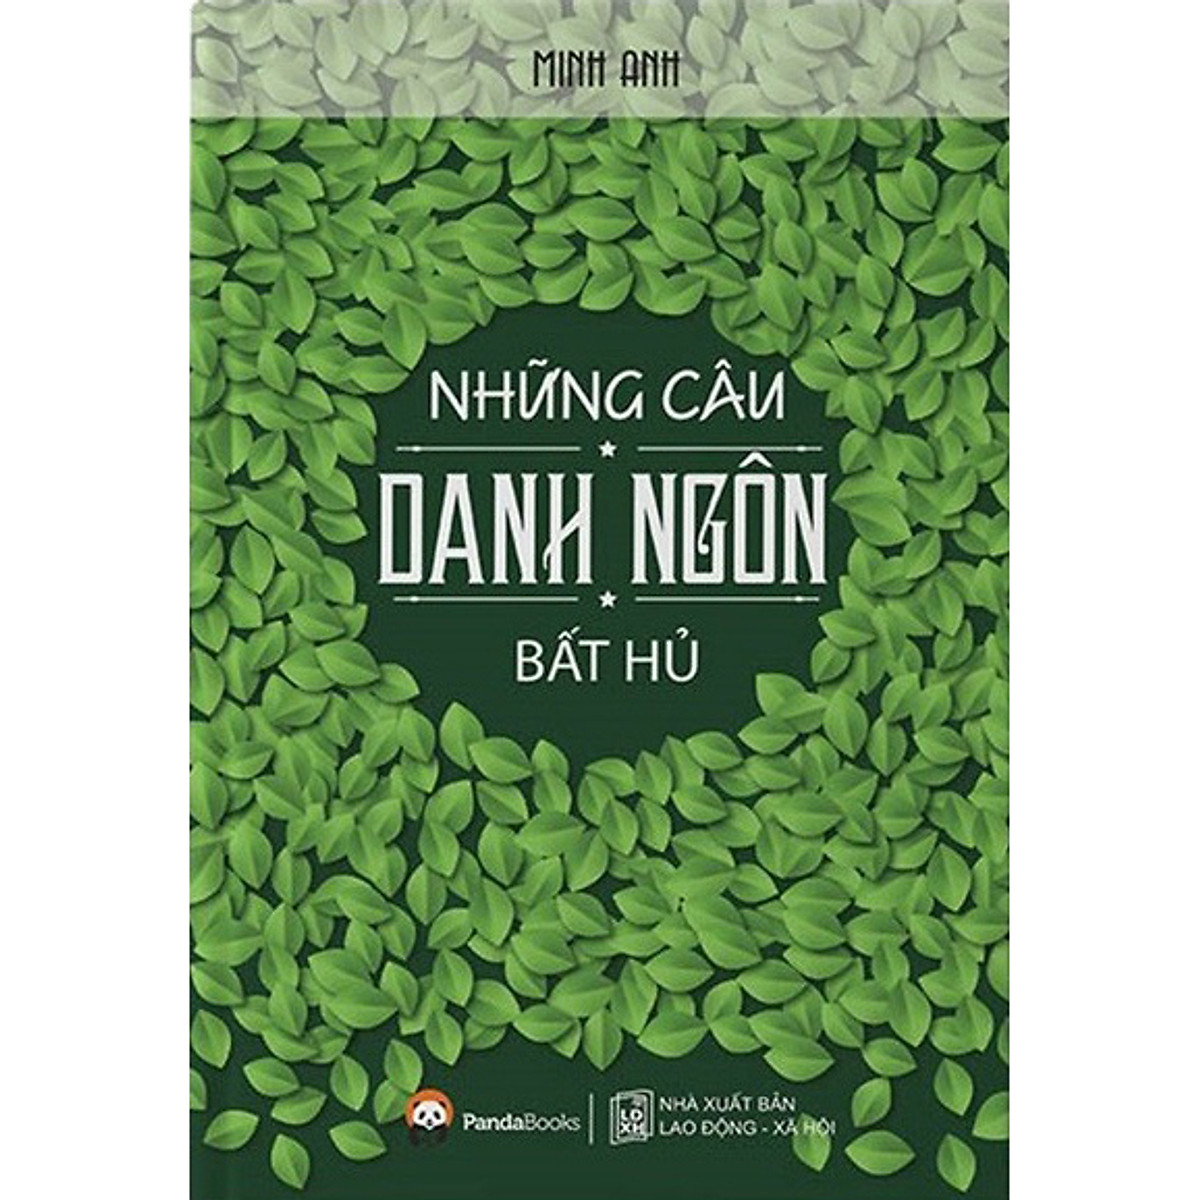 MINH ANH
NHỮNG CÂU
DANH NGÔN
BẤT HỦ
PandaBooks
LĐ
XH
NHÀ XUẤT BẢN
LAO ĐỘNG - XÃ HỘI